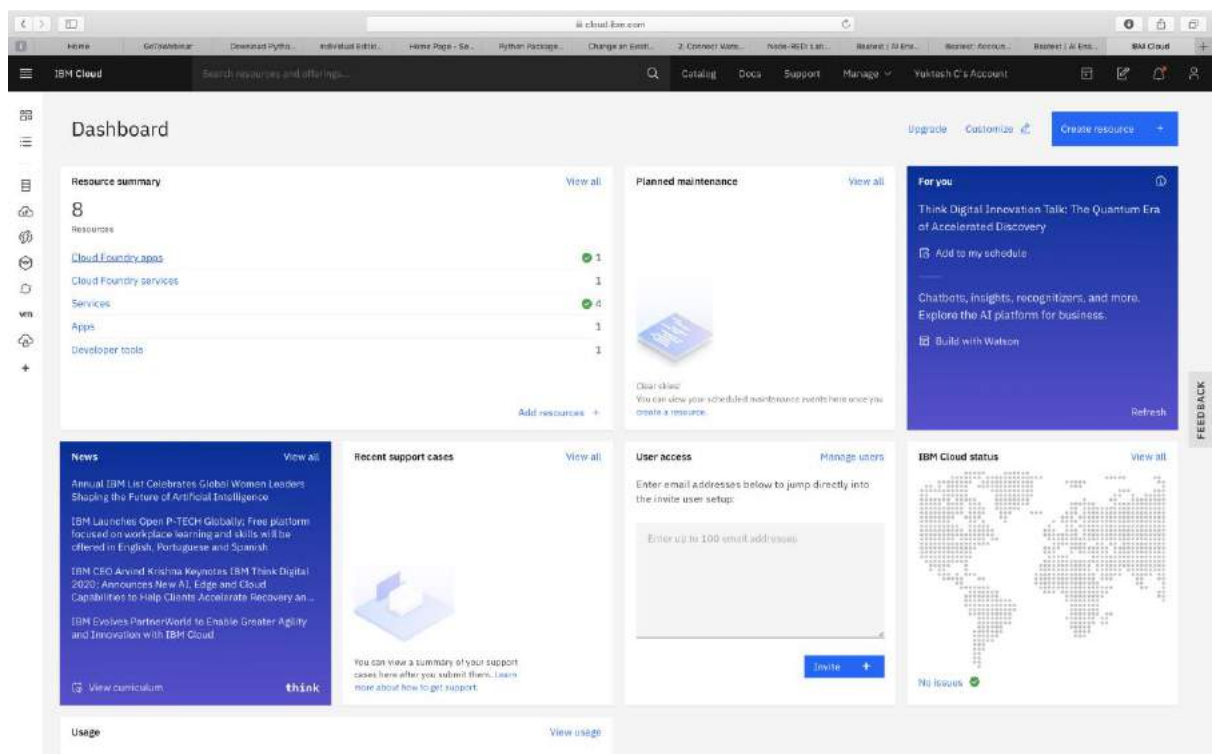 cloud.ibm.com
Home
GoToWebinar
Download Pytho...
Individual Editi...
Home Page - Se...
Python Package...
Change an Existi...
2. Connect Wats...
Node-RED: Lab...
IBM Cloud
IBM Cloud
Search resources and offerings...
Catalog
Docs
Support
Manage
Yuktesh C's Account
Dashboard
Upgrade
Customize
Create resource +
Resource summary
View all
8
Resources
Cloud Foundry apps
1
Cloud Foundry services
1
Services
4
Apps
1
Developer tools
1
Add resources +
Planned maintenance
View all
Clear skies!
You can view your scheduled maintenance events here once you
create a resource.
For you
Think Digital Innovation Talk: The Quantum Era
of Accelerated Discovery
Add to my schedule
Chatbots, insights, recognitizers, and more.
Explore the AI platform for business.
Build with Watson
Refresh
FEEDBACK
News
View all
Annual IBM List Celebrates Global Women Leaders
Shaping the Future of Artificial Intelligence
IBM Launches Open P-TECH Globally; Free platform
focused on workplace learning and skills will be
offered in English, Portuguese and Spanish
IBM CEO Arvind Krishna Keynotes IBM Think Digital
2020; Announces New AI, Edge and Cloud
Capabilities to Help Clients Accelerate Recovery an...
IBM Evolves PartnerWorld to Enable Greater Agility
and Innovation with IBM Cloud
View curriculum
think
Recent support cases
View all
You can view a summary of your support
cases here after you submit them. Learn
more about how to get support.
User access
Manage users
Enter email addresses below to jump directly into
the invite user setup:
Enter up to 100 email addresses
Invite +
IBM Cloud status
View all
No issues
Usage
View usage